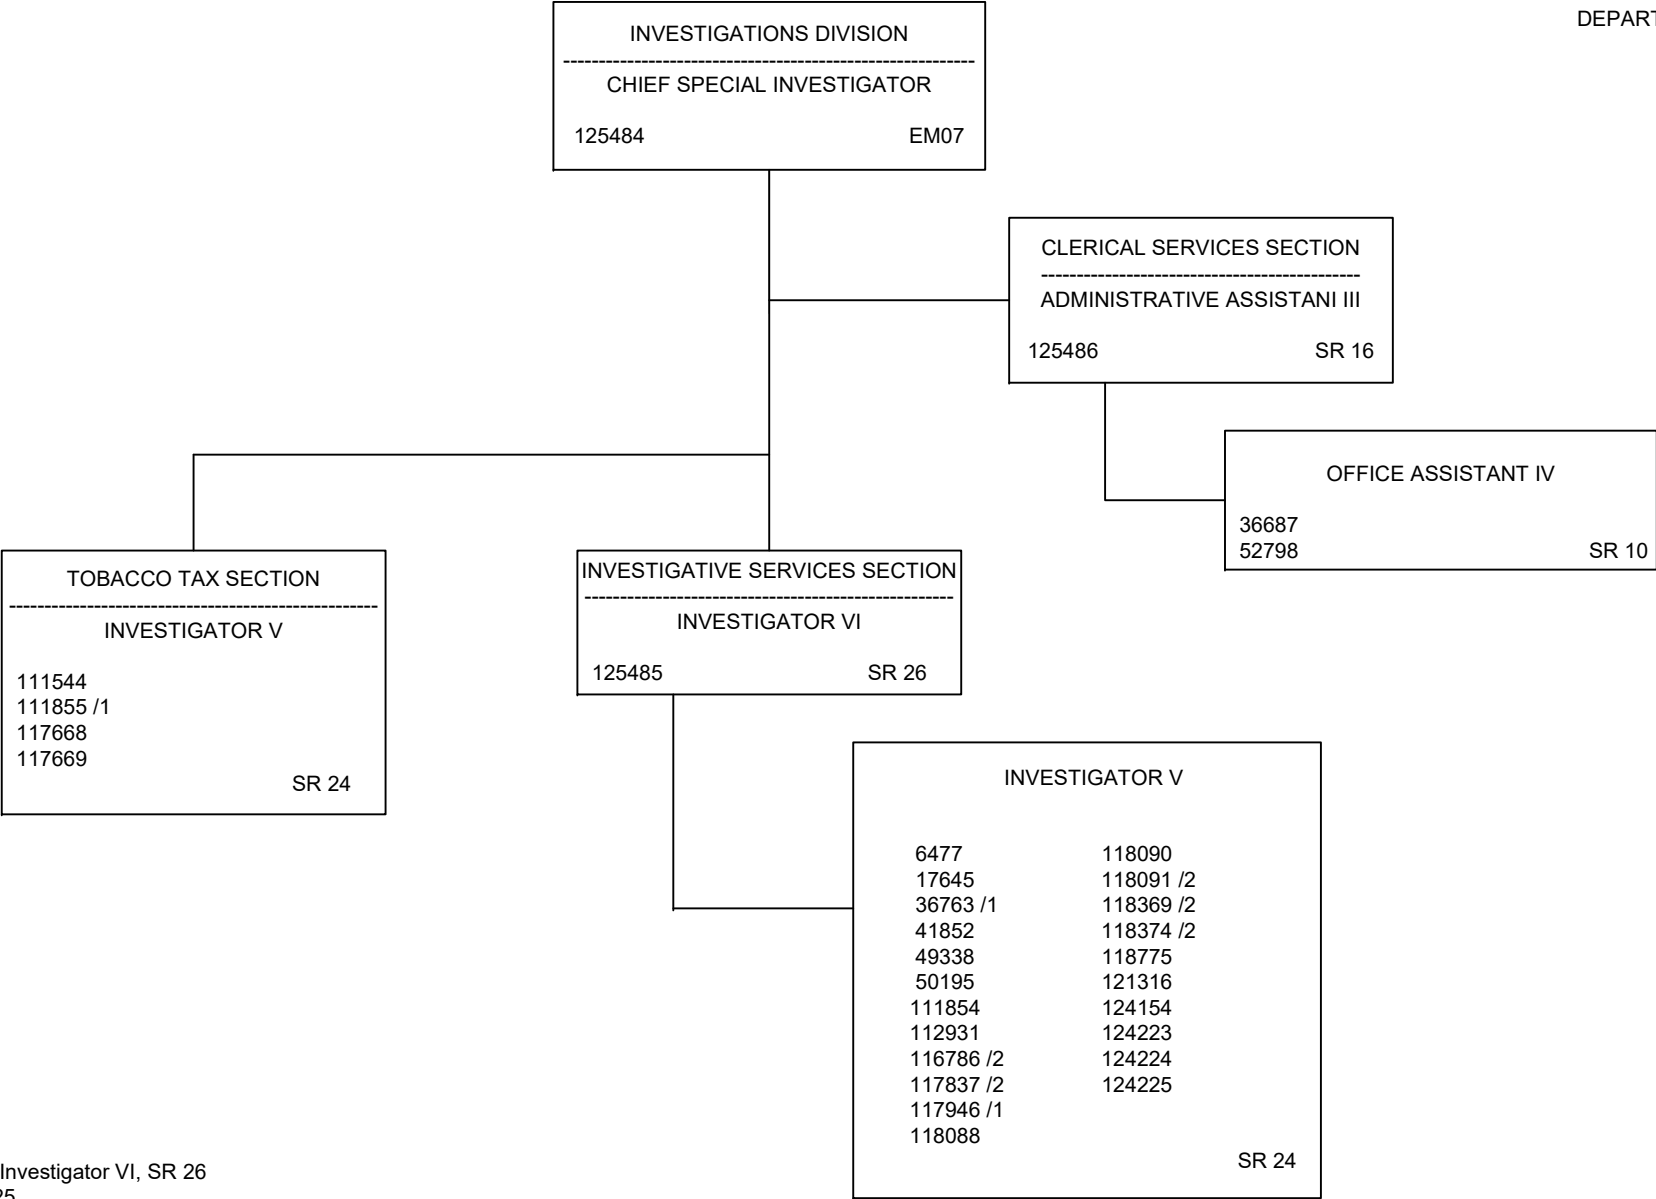 DEPART
INVESTIGATIONS DIVISION
----------------------------------------------------------
CHIEF SPECIAL INVESTIGATOR
125484 EM07
CLERICAL SERVICES SECTION
---------------------------------------------
ADMINISTRATIVE ASSISTANI III
125486 SR 16
OFFICE ASSISTANT IV
36687
52798 SR 10
TOBACCO TAX SECTION
----------------------------------------------------
INVESTIGATOR V
111544
111855 /1
117668
117669
SR 24
INVESTIGATIVE SERVICES SECTION
----------------------------------------------------
INVESTIGATOR VI
125485 SR 26
INVESTIGATOR V
6477 118090
17645 118091 /2
36763 /1 118369 /2
41852 118374 /2
49338 118775
50195 121316
111854 124154
112931 124223
116786 /2 124224
117837 /2 124225
117946 /1
118088
SR 24
Investigator VI, SR 26